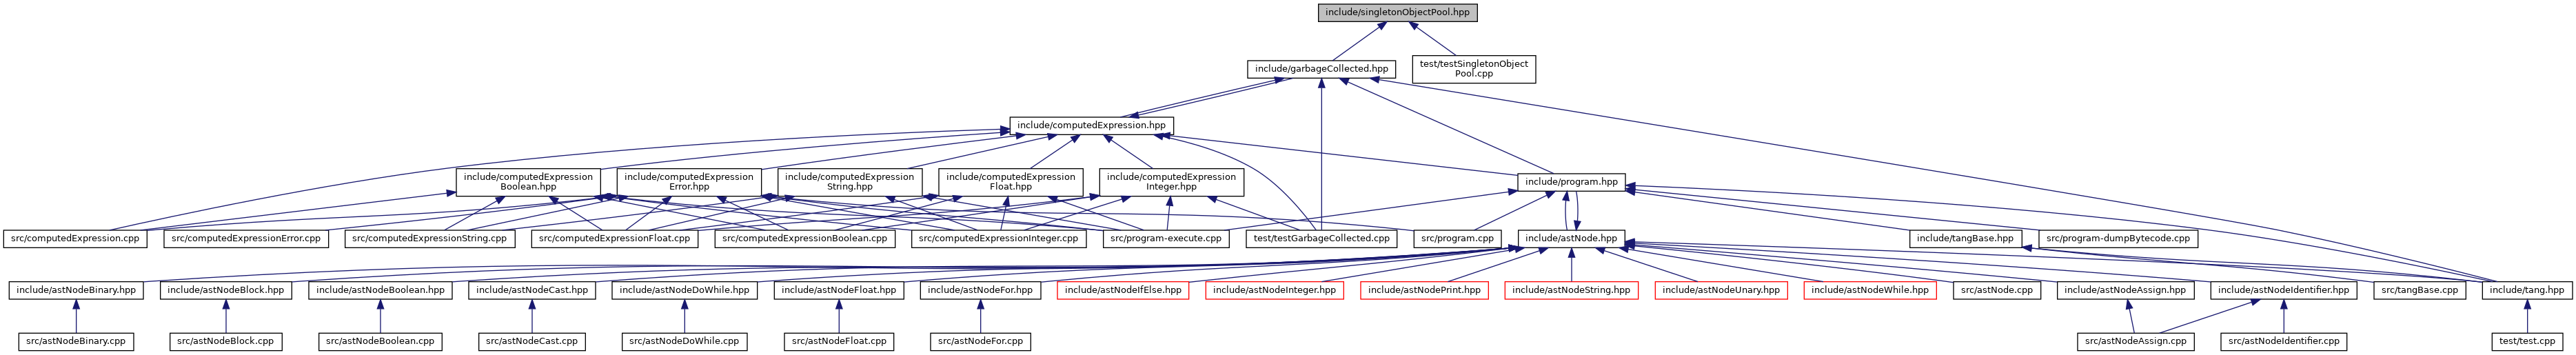 include/singletonObjectPool.hpp
include/garbageCollected.hpp
test/testSingletonObject
Pool.cpp
include/computedExpression.hpp
include/computedExpression
Boolean.hpp
include/computedExpression
Error.hpp
include/computedExpression
String.hpp
include/computedExpression
Float.hpp
include/computedExpression
Integer.hpp
include/program.hpp
src/computedExpression.cpp
src/computedExpressionError.cpp
src/computedExpressionString.cpp
src/computedExpressionFloat.cpp
src/computedExpressionBoolean.cpp
src/computedExpressionInteger.cpp
src/program-execute.cpp
test/testGarbageCollected.cpp
src/program.cpp
include/astNode.hpp
include/tangBase.hpp
src/program-dumpBytecode.cpp
include/astNodeBinary.hpp
include/astNodeBlock.hpp
include/astNodeBoolean.hpp
include/astNodeCast.hpp
include/astNodeDoWhile.hpp
include/astNodeFloat.hpp
include/astNodeFor.hpp
include/astNodeIfElse.hpp
include/astNodeInteger.hpp
include/astNodePrint.hpp
include/astNodeString.hpp
include/astNodeUnary.hpp
include/astNodeWhile.hpp
src/astNode.cpp
include/astNodeAssign.hpp
include/astNodeIdentifier.hpp
src/tangBase.cpp
include/tang.hpp
src/astNodeBinary.cpp
src/astNodeBlock.cpp
src/astNodeBoolean.cpp
src/astNodeCast.cpp
src/astNodeDoWhile.cpp
src/astNodeFloat.cpp
src/astNodeFor.cpp
src/astNodeAssign.cpp
src/astNodeIdentifier.cpp
test/test.cpp